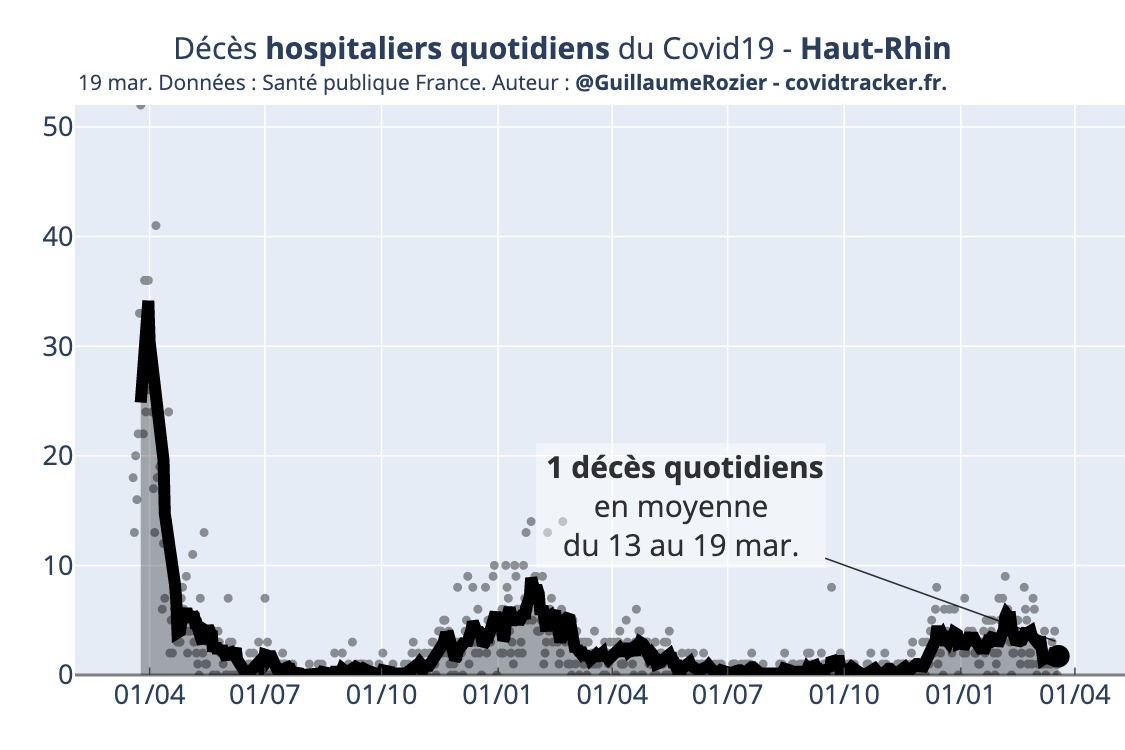 Décès hospitaliers quotidiens du Covid19 - Haut-Rhin
19 mar. Données : Santé publique France. Auteur : @GuillaumeRozier - covidtracker.fr.
50
40
30
20
10
0
1 décès quotidiens
en moyenne
du 13 au 19 mar.
01/04 01/07 01/10 01/01 01/04 01/07 01/10 01/01 01/04